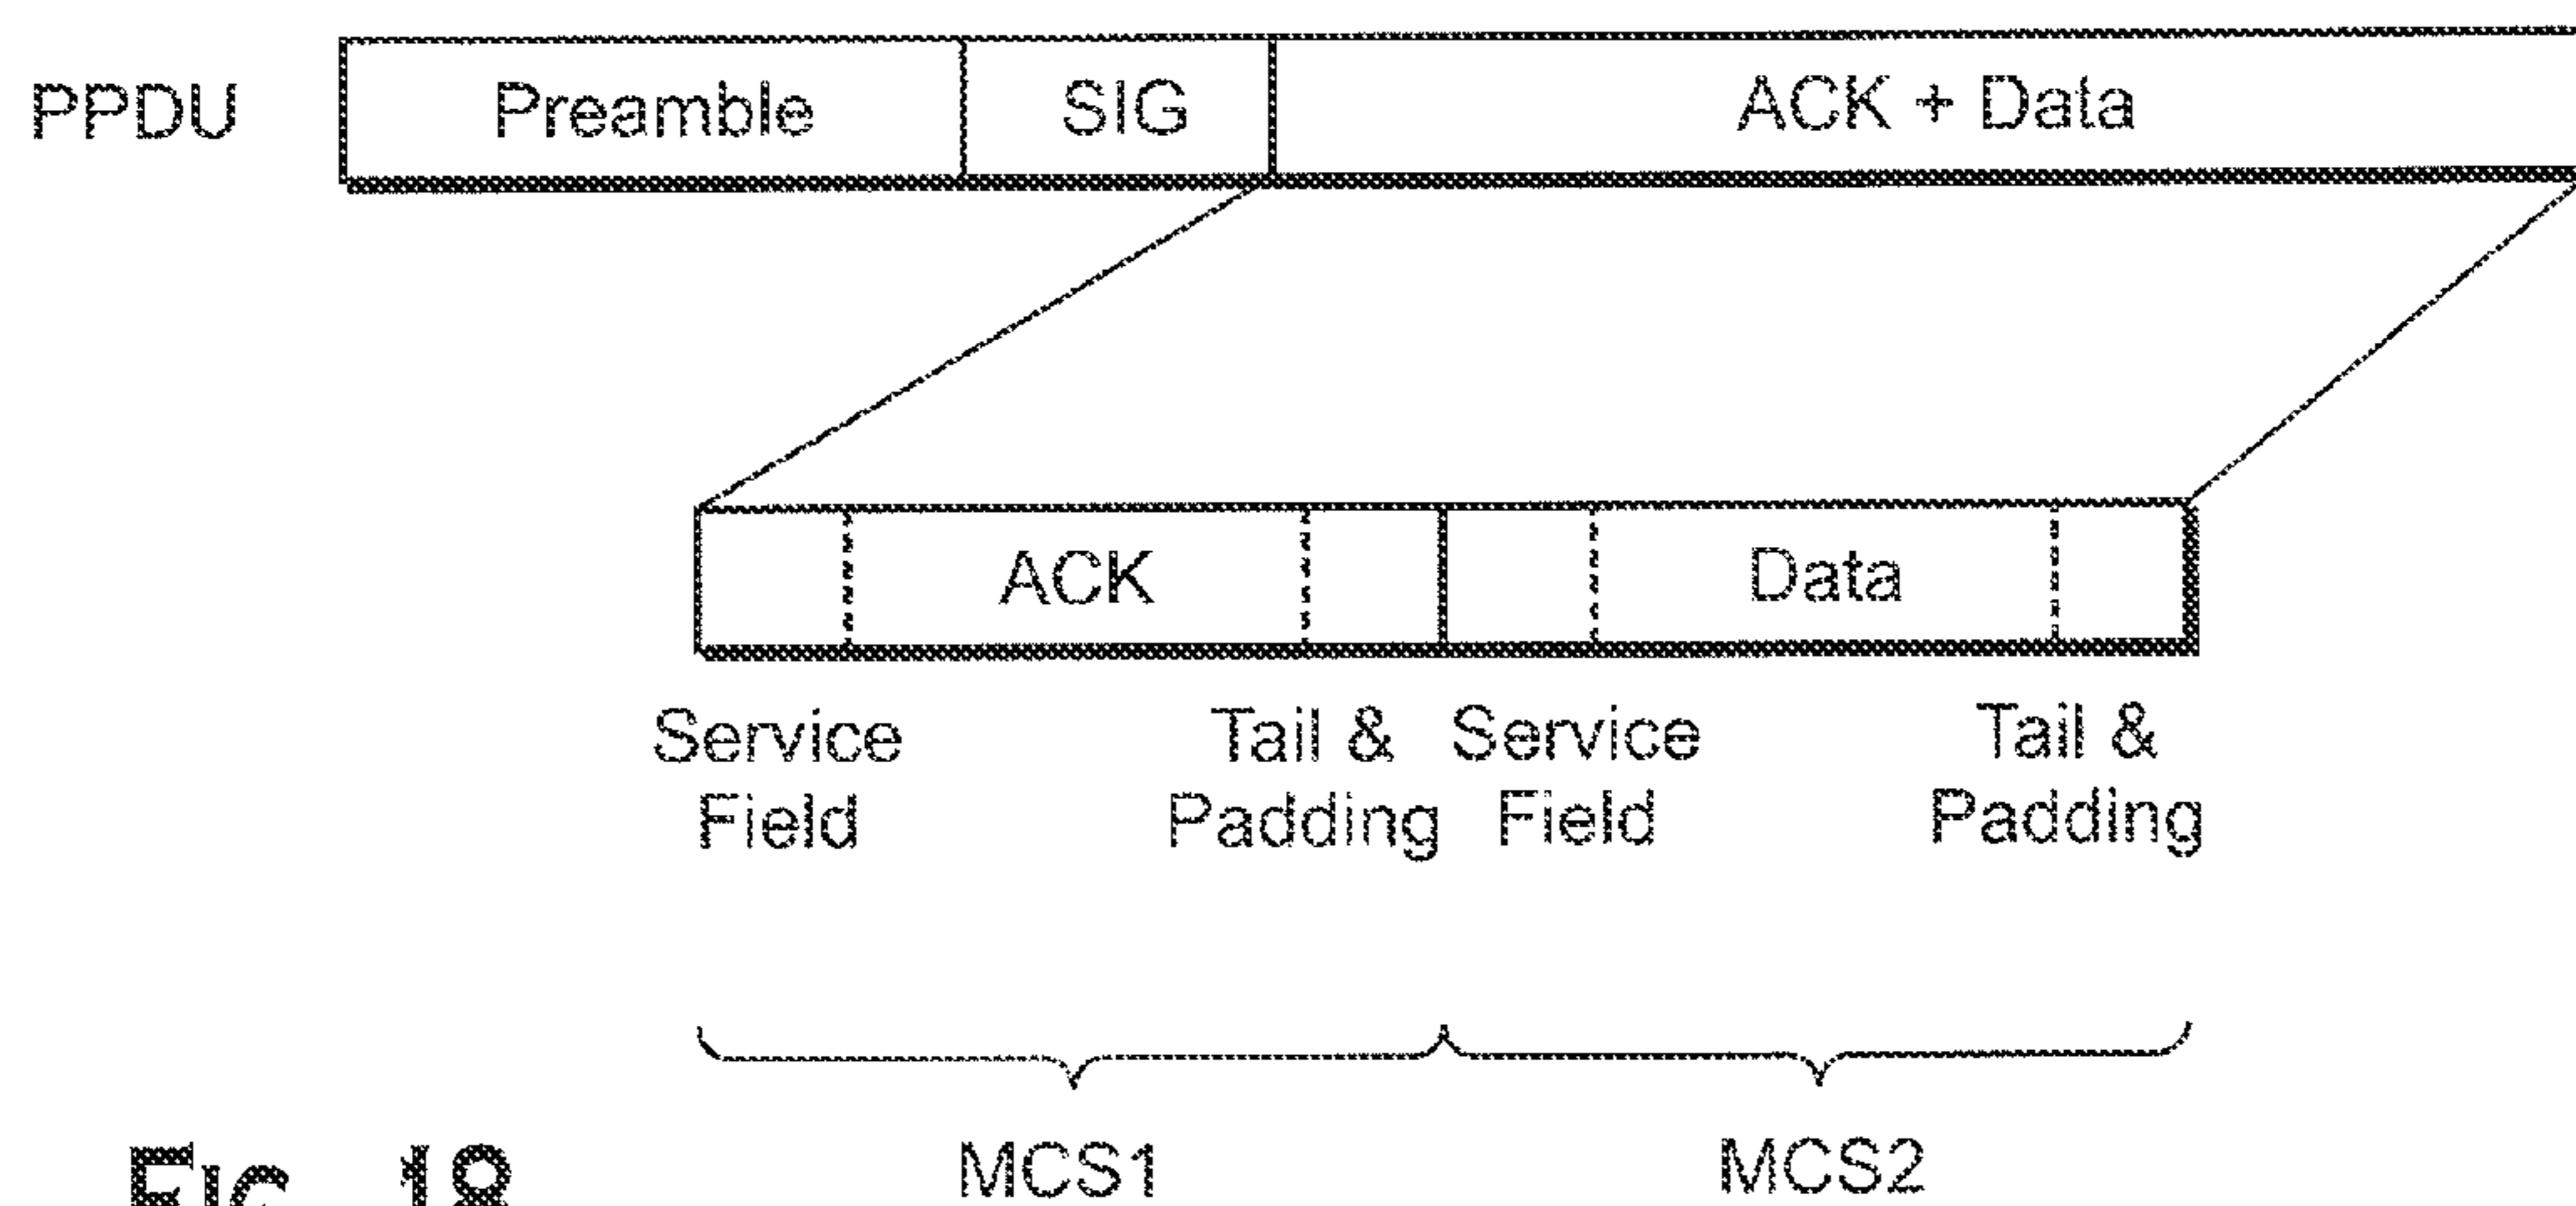 PPDU Preamble SIG ACK + Data
ACK Data
Service Tail & Service Tail &
Field Padding Field Padding
MCS1 MCS2
Fig. 18